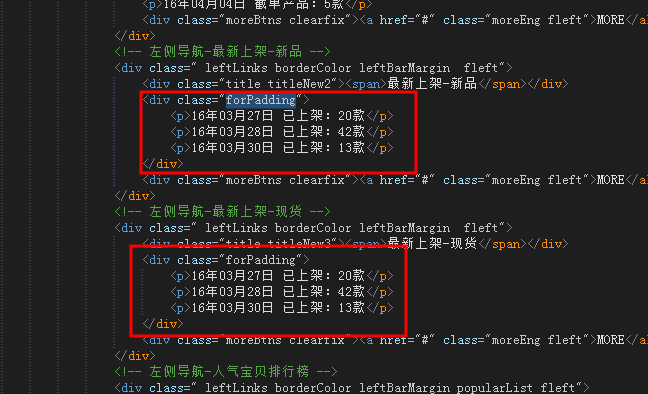 <p>16年04月04日 截单产品：5款</p>
<div class="moreBtns clearfix"><a href="#" class="moreEng fleft">MORE</a
</div>
<!-- 左侧导航-最新上架-新品 -->
<div class=" leftLinks borderColor leftBarMargin  fleft">
<div class="title titleNew2"><span>最新上架-新品</span></div>
<div class="forPadding">
<p>16年03月27日 已上架：20款</p>
<p>16年03月28日 已上架：42款</p>
<p>16年03月30日 已上架：13款</p>
</div>
<div class="moreBtns clearfix"><a href="#" class="moreEng fleft">MORE</a
</div>
<!-- 左侧导航-最新上架-现货 -->
<div class=" leftLinks borderColor leftBarMargin  fleft">
<div class="title titleNew3"><span>最新上架-现货</span></div>
<div class="forPadding">
<p>16年03月27日 已上架：20款</p>
<p>16年03月28日 已上架：42款</p>
<p>16年03月30日 已上架：13款</p>
</div>
<div class="moreBtns clearfix"><a href="#" class="moreEng fleft">MORE</a
</div>
<!-- 左侧导航-人气宝贝排行榜 -->
<div class=" leftLinks borderColor leftBarMargin popularList fleft">